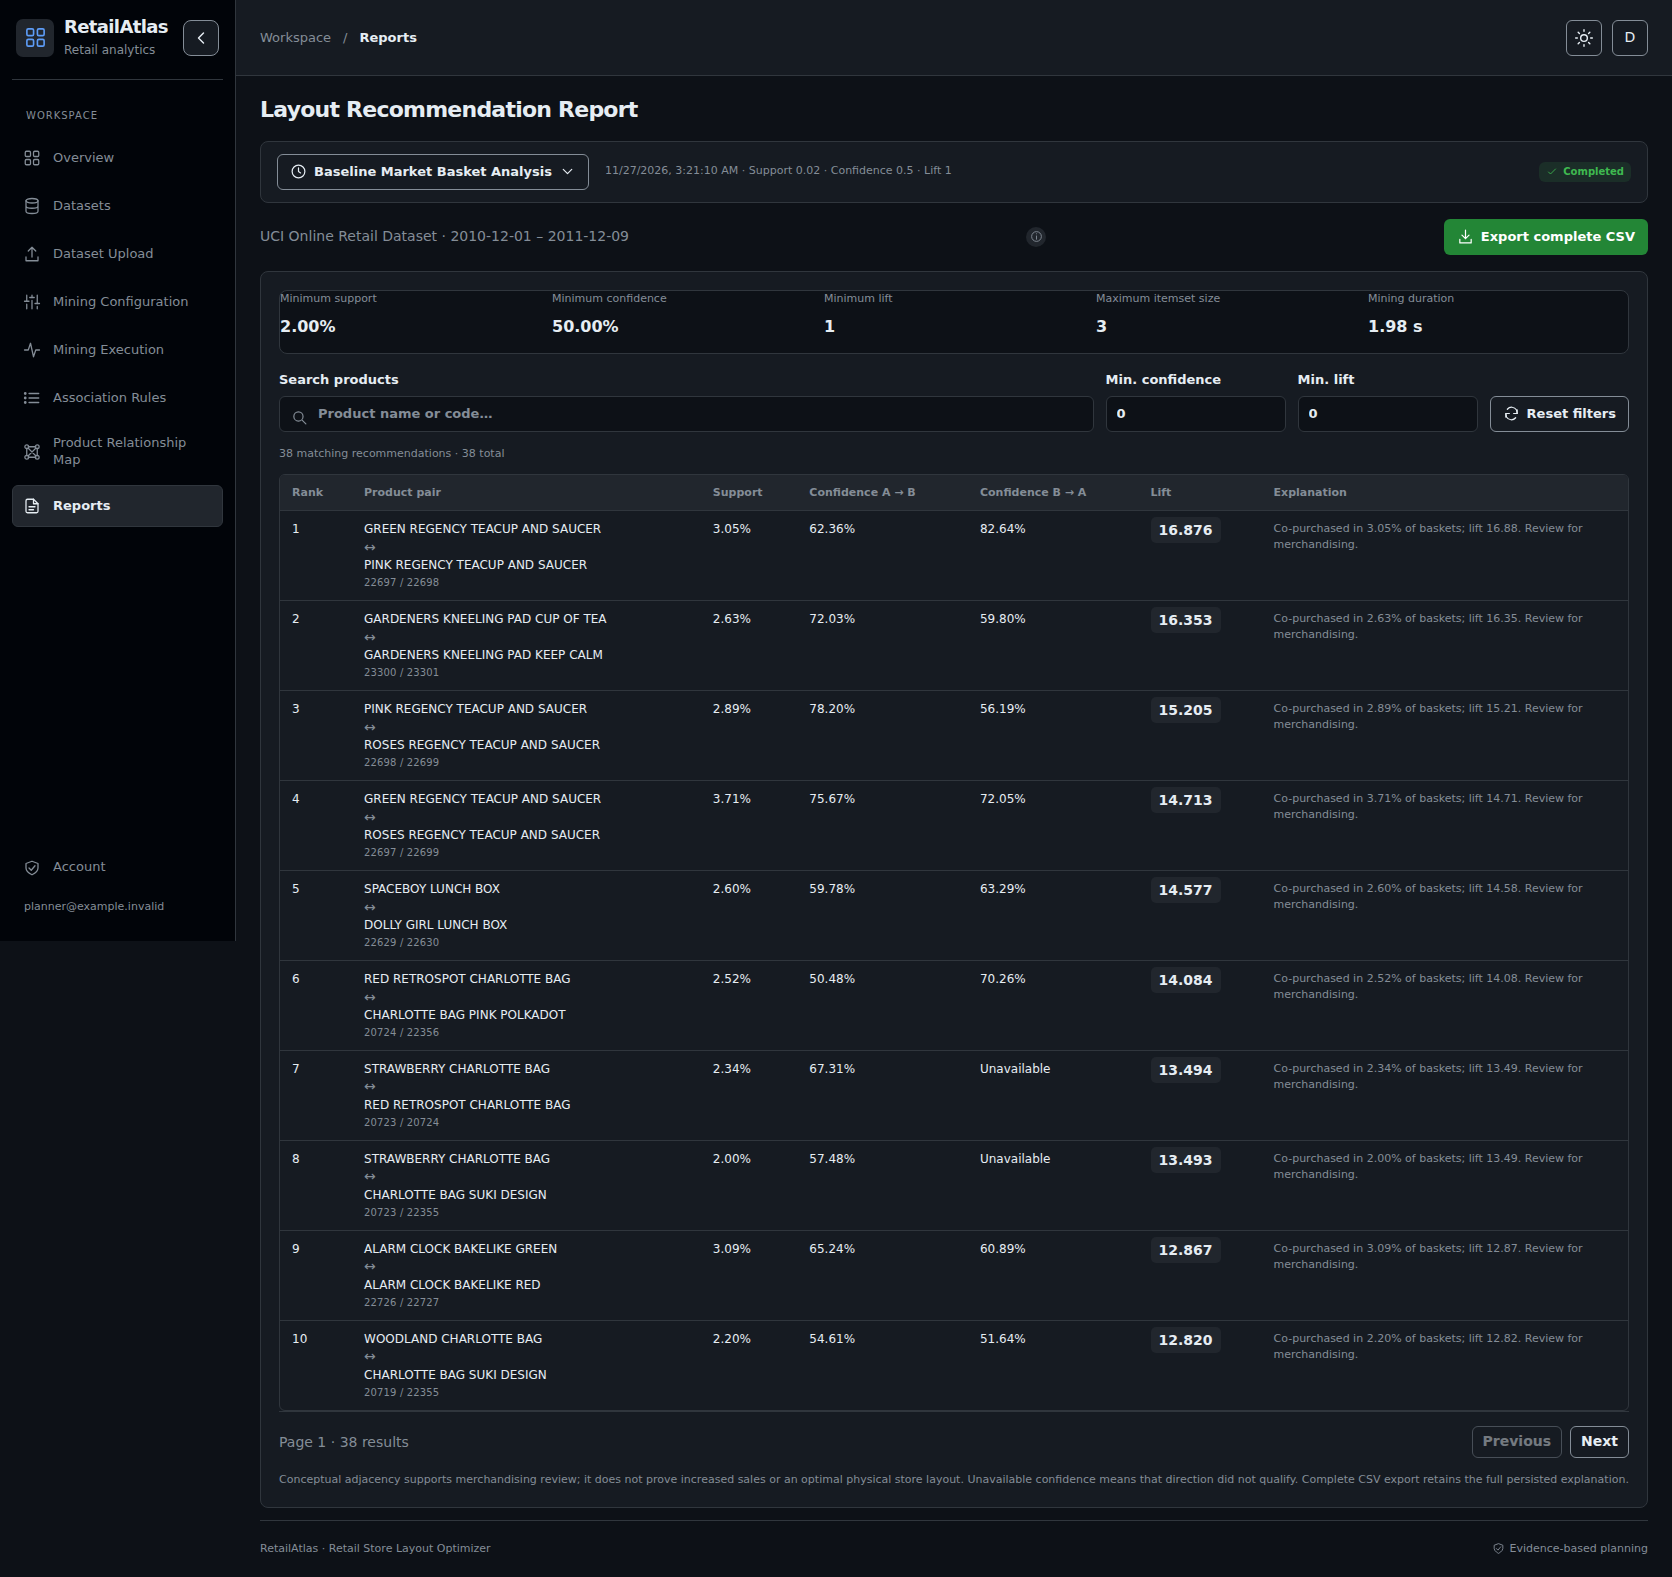 RetailAtlas
Retail analytics
WORKSPACE
Overview
Datasets
Dataset Upload
Mining Configuration
Mining Execution
Association Rules
Product Relationship
Map
Reports
Account
planner@example.invalid
Workspace / Reports
D
Layout Recommendation Report
Baseline Market Basket Analysis
11/27/2026, 3:21:10 AM · Support 0.02 · Confidence 0.5 · Lift 1
Completed
UCI Online Retail Dataset · 2010-12-01 – 2011-12-09
Export complete CSV
Minimum support Minimum confidence Minimum lift Maximum itemset size Mining duration
2.00% 50.00% 1 3 1.98 s
Search products Min. confidence Min. lift
Product name or code… 0 0 Reset filters
38 matching recommendations · 38 total
Rank Product pair Support Confidence A → B Confidence B → A Lift Explanation
1 GREEN REGENCY TEACUP AND SAUCER 3.05% 62.36% 82.64% 16.876 Co-purchased in 3.05% of baskets; lift 16.88. Review for
merchandising.
↔
PINK REGENCY TEACUP AND SAUCER
22697 / 22698
2 GARDENERS KNEELING PAD CUP OF TEA 2.63% 72.03% 59.80% 16.353 Co-purchased in 2.63% of baskets; lift 16.35. Review for
merchandising.
↔
GARDENERS KNEELING PAD KEEP CALM
23300 / 23301
3 PINK REGENCY TEACUP AND SAUCER 2.89% 78.20% 56.19% 15.205 Co-purchased in 2.89% of baskets; lift 15.21. Review for
merchandising.
↔
ROSES REGENCY TEACUP AND SAUCER
22698 / 22699
4 GREEN REGENCY TEACUP AND SAUCER 3.71% 75.67% 72.05% 14.713 Co-purchased in 3.71% of baskets; lift 14.71. Review for
merchandising.
↔
ROSES REGENCY TEACUP AND SAUCER
22697 / 22699
5 SPACEBOY LUNCH BOX 2.60% 59.78% 63.29% 14.577 Co-purchased in 2.60% of baskets; lift 14.58. Review for
merchandising.
↔
DOLLY GIRL LUNCH BOX
22629 / 22630
6 RED RETROSPOT CHARLOTTE BAG 2.52% 50.48% 70.26% 14.084 Co-purchased in 2.52% of baskets; lift 14.08. Review for
merchandising.
↔
CHARLOTTE BAG PINK POLKADOT
20724 / 22356
7 STRAWBERRY CHARLOTTE BAG 2.34% 67.31% Unavailable 13.494 Co-purchased in 2.34% of baskets; lift 13.49. Review for
merchandising.
↔
RED RETROSPOT CHARLOTTE BAG
20723 / 20724
8 STRAWBERRY CHARLOTTE BAG 2.00% 57.48% Unavailable 13.493 Co-purchased in 2.00% of baskets; lift 13.49. Review for
merchandising.
↔
CHARLOTTE BAG SUKI DESIGN
20723 / 22355
9 ALARM CLOCK BAKELIKE GREEN 3.09% 65.24% 60.89% 12.867 Co-purchased in 3.09% of baskets; lift 12.87. Review for
merchandising.
↔
ALARM CLOCK BAKELIKE RED
22726 / 22727
10 WOODLAND CHARLOTTE BAG 2.20% 54.61% 51.64% 12.820 Co-purchased in 2.20% of baskets; lift 12.82. Review for
merchandising.
↔
CHARLOTTE BAG SUKI DESIGN
20719 / 22355
Page 1 · 38 results
Previous Next
Conceptual adjacency supports merchandising review; it does not prove increased sales or an optimal physical store layout. Unavailable confidence means that direction did not qualify. Complete CSV export retains the full persisted explanation.
RetailAtlas · Retail Store Layout Optimizer
Evidence-based planning